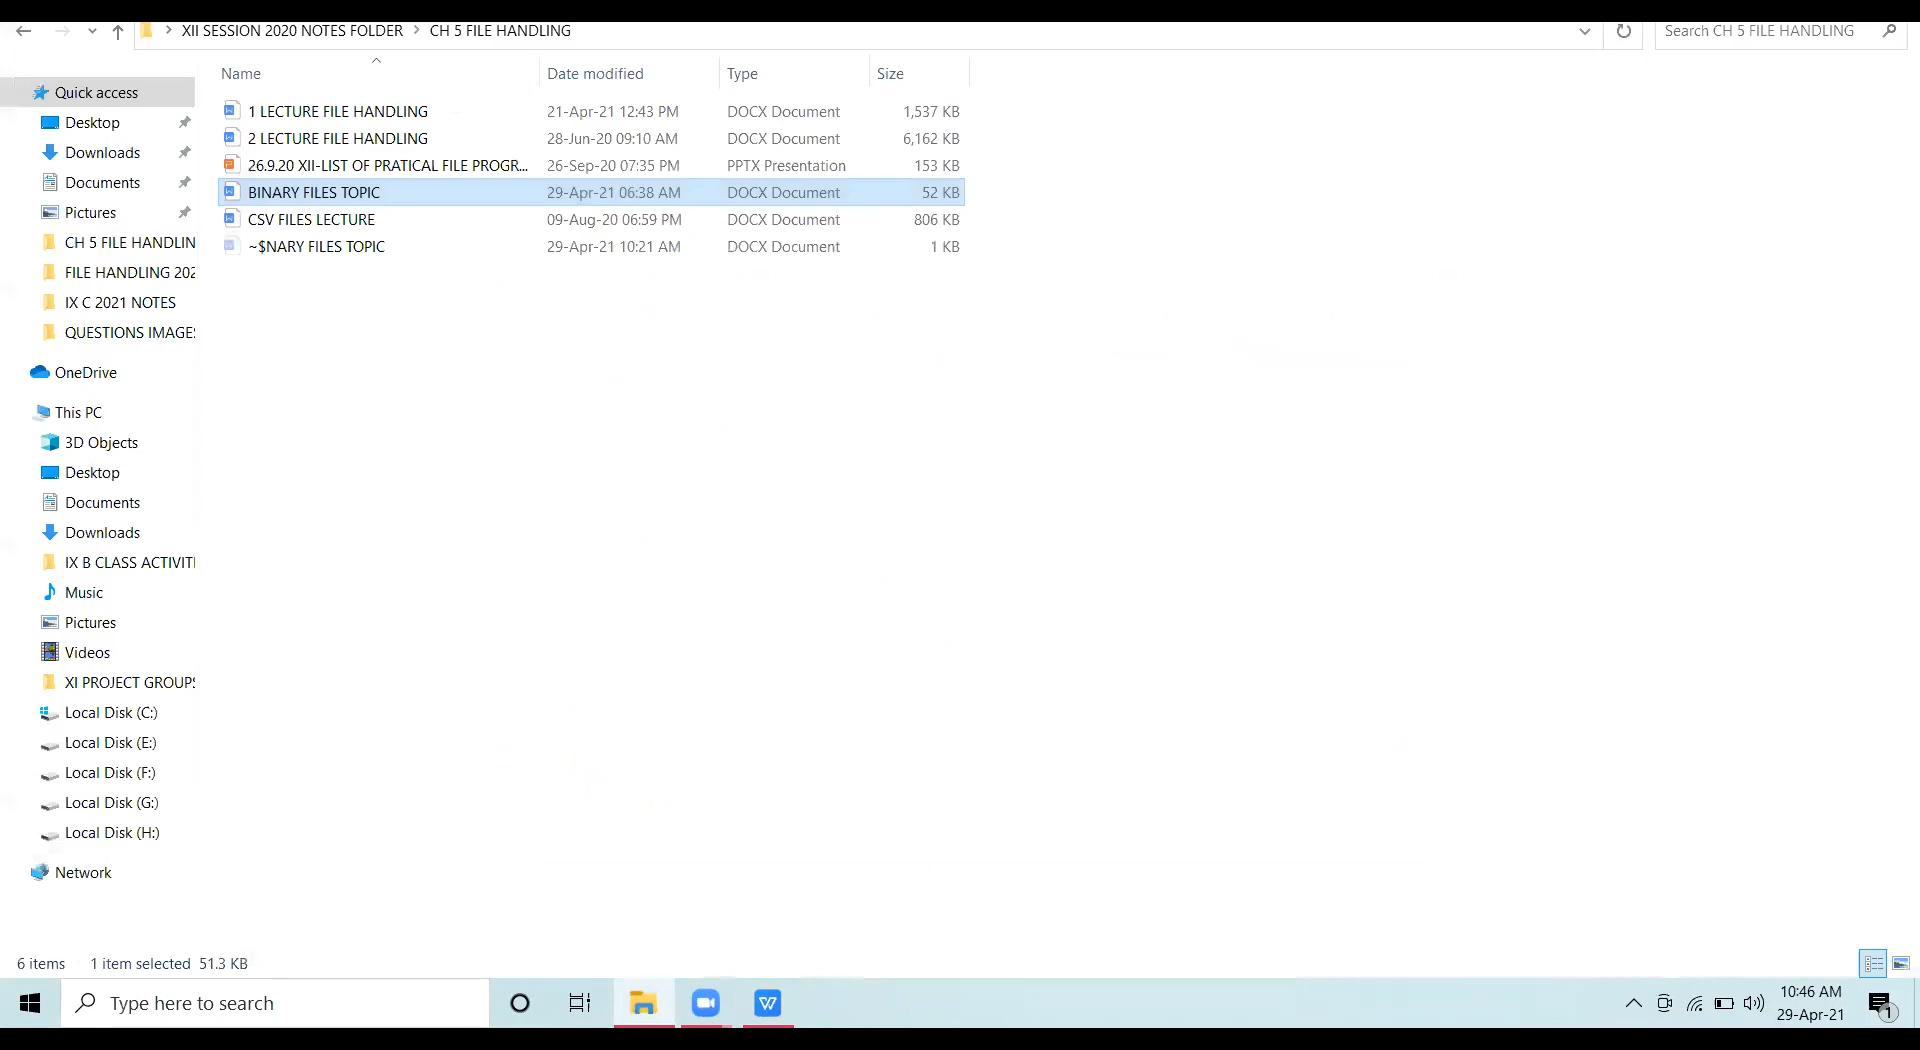 XII SESSION 2020 NOTES FOLDER > CH 5 FILE HANDLING
Search CH 5 FILE HANDLING
Name Date modified Type Size
1 LECTURE FILE HANDLING 21-Apr-21 12:43 PM DOCX Document 1,537 KB
2 LECTURE FILE HANDLING 28-Jun-20 09:10 AM DOCX Document 6,162 KB
26.9.20 XII-LIST OF PRATICAL FILE PROGR... 26-Sep-20 07:35 PM PPTX Presentation 153 KB
BINARY FILES TOPIC 29-Apr-21 06:38 AM DOCX Document 52 KB
CSV FILES LECTURE 09-Aug-20 06:59 PM DOCX Document 806 KB
~$NARY FILES TOPIC 29-Apr-21 10:21 AM DOCX Document 1 KB
Quick access
Desktop
Downloads
Documents
Pictures
CH 5 FILE HANDLIN
FILE HANDLING 202
IX C 2021 NOTES
QUESTIONS IMAGES
OneDrive
This PC
3D Objects
Desktop
Documents
Downloads
IX B CLASS ACTIVITI
Music
Pictures
Videos
XI PROJECT GROUPS
Local Disk (C:)
Local Disk (E:)
Local Disk (F:)
Local Disk (G:)
Local Disk (H:)
Network
6 items 1 item selected 51.3 KB
Type here to search
10:46 AM
29-Apr-21
1